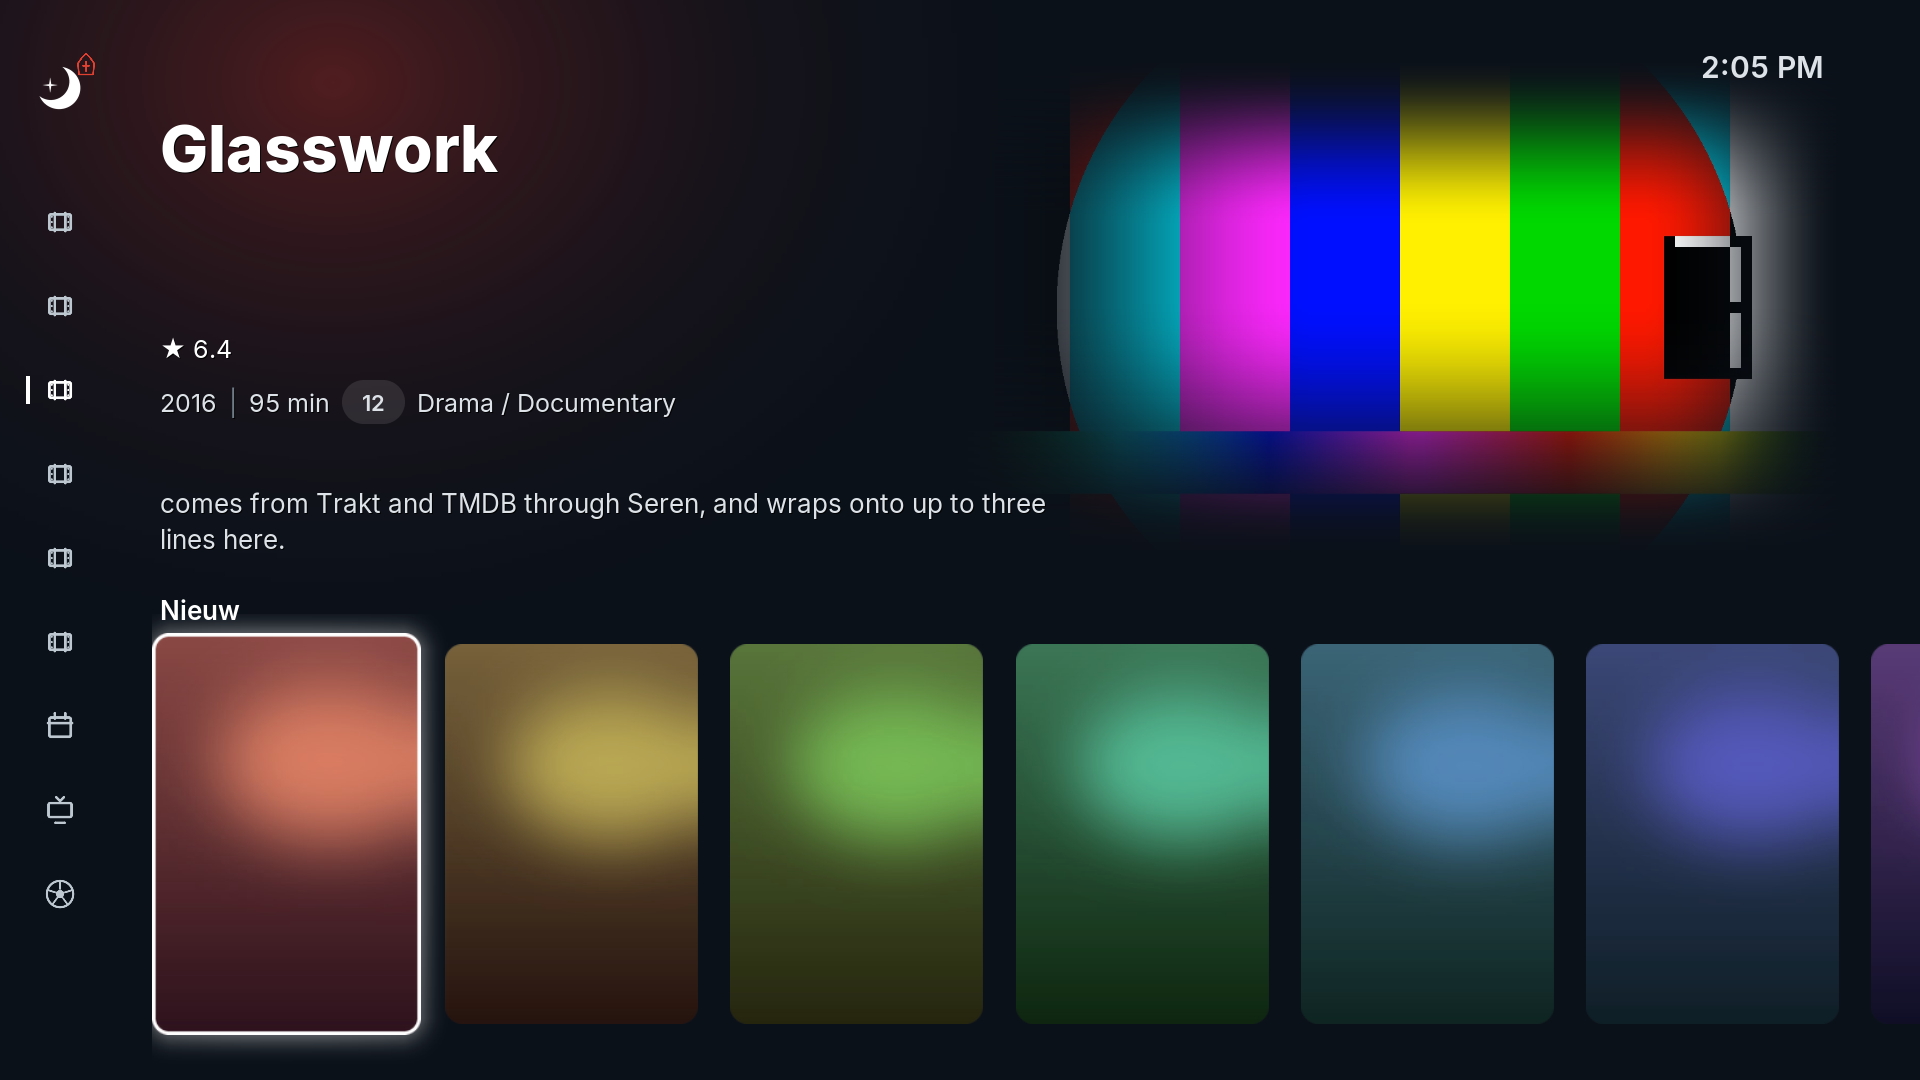 2:05 PM
Glasswork
★ 6.4
2016 | 95 min 12 Drama / Documentary
comes from Trakt and TMDB through Seren, and wraps onto up to three
lines here.
Nieuw